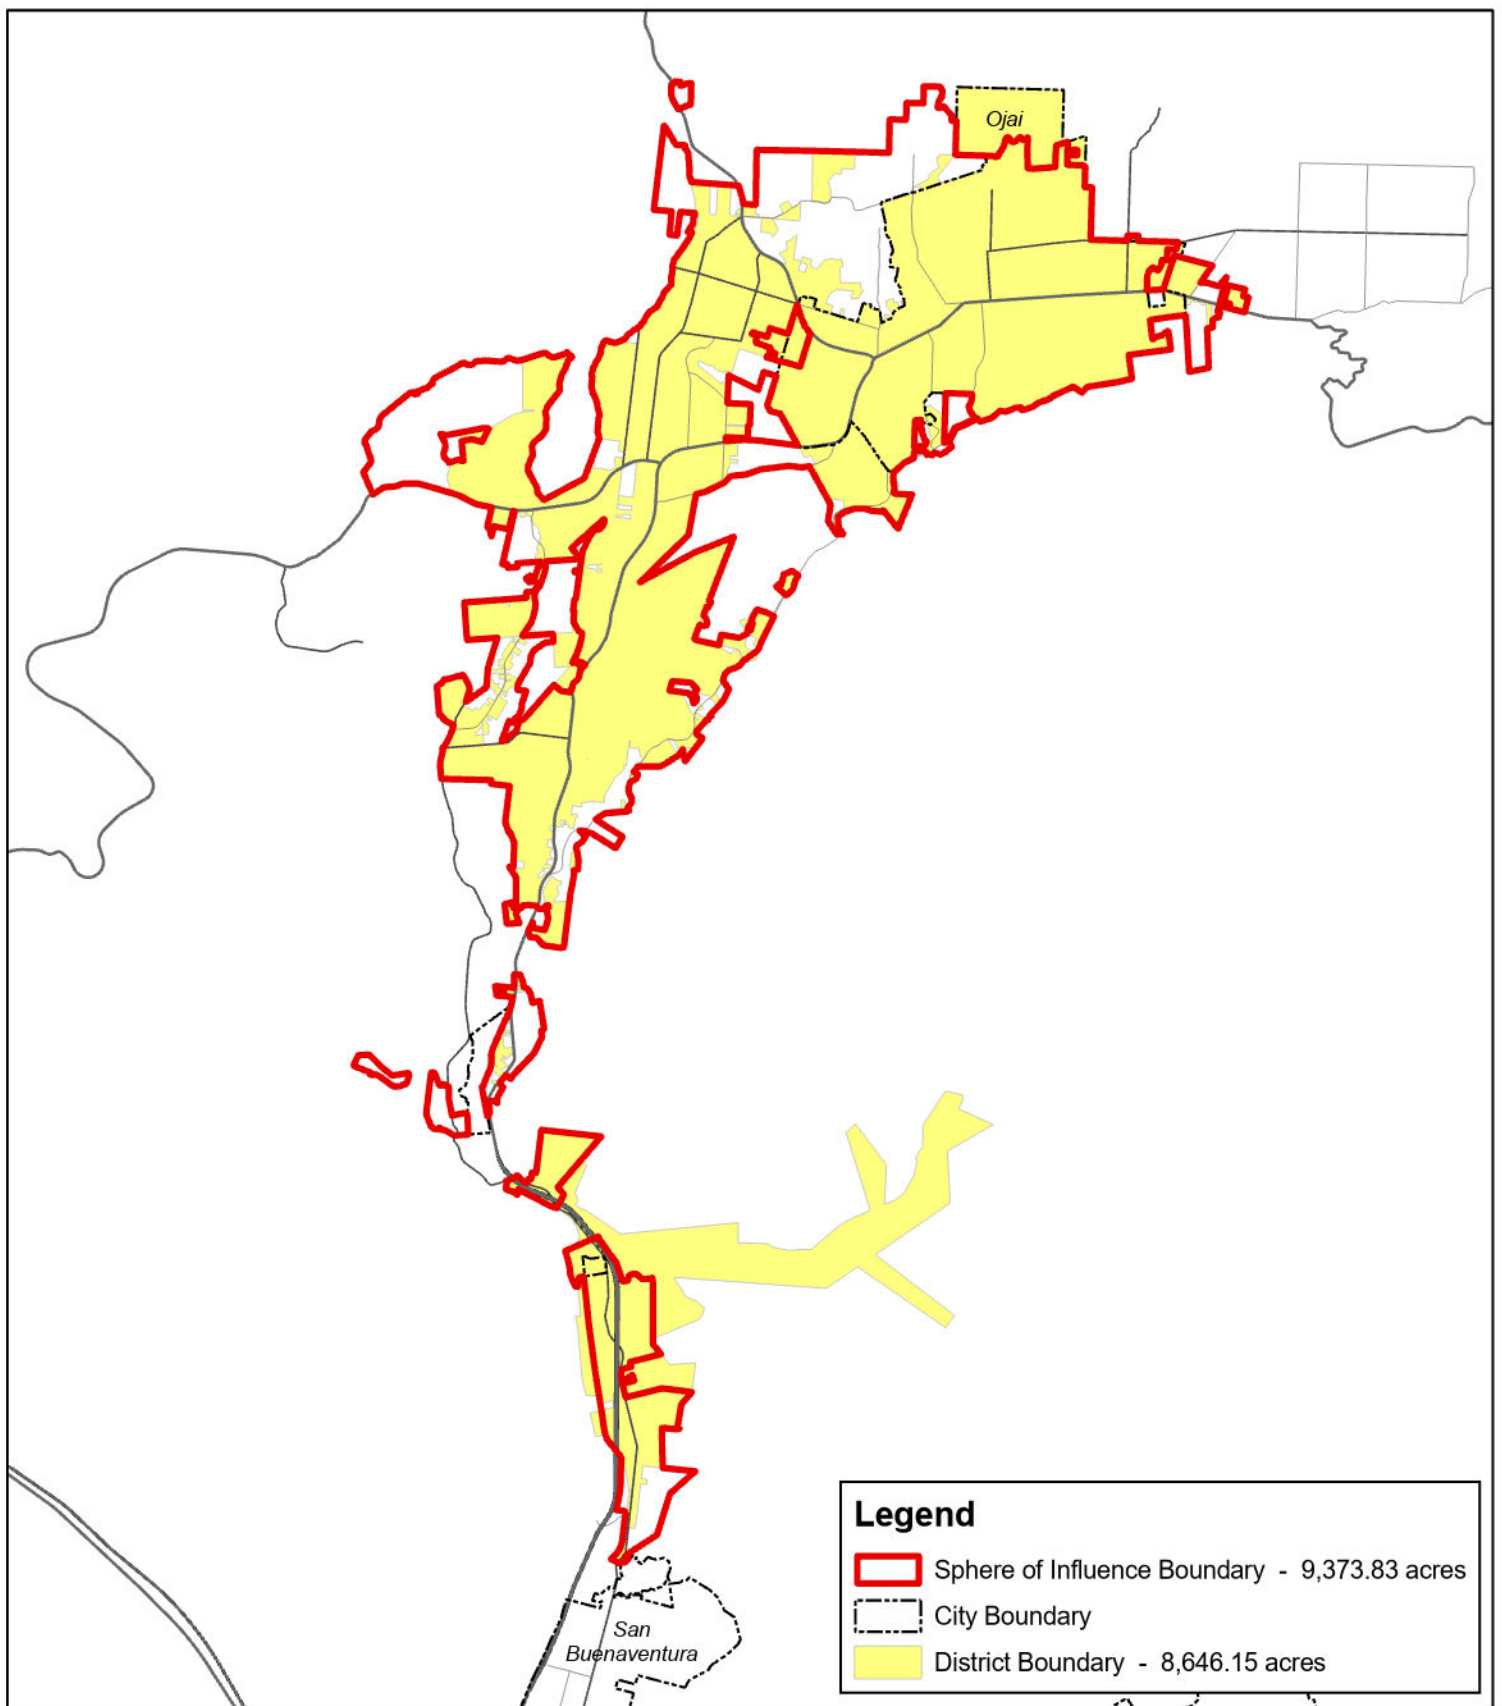 Ojai
Legend
Sphere of Influence Boundary - 9,373.83 acres
City Boundary
District Boundary - 8,646.15 acres
San
Buenaventura